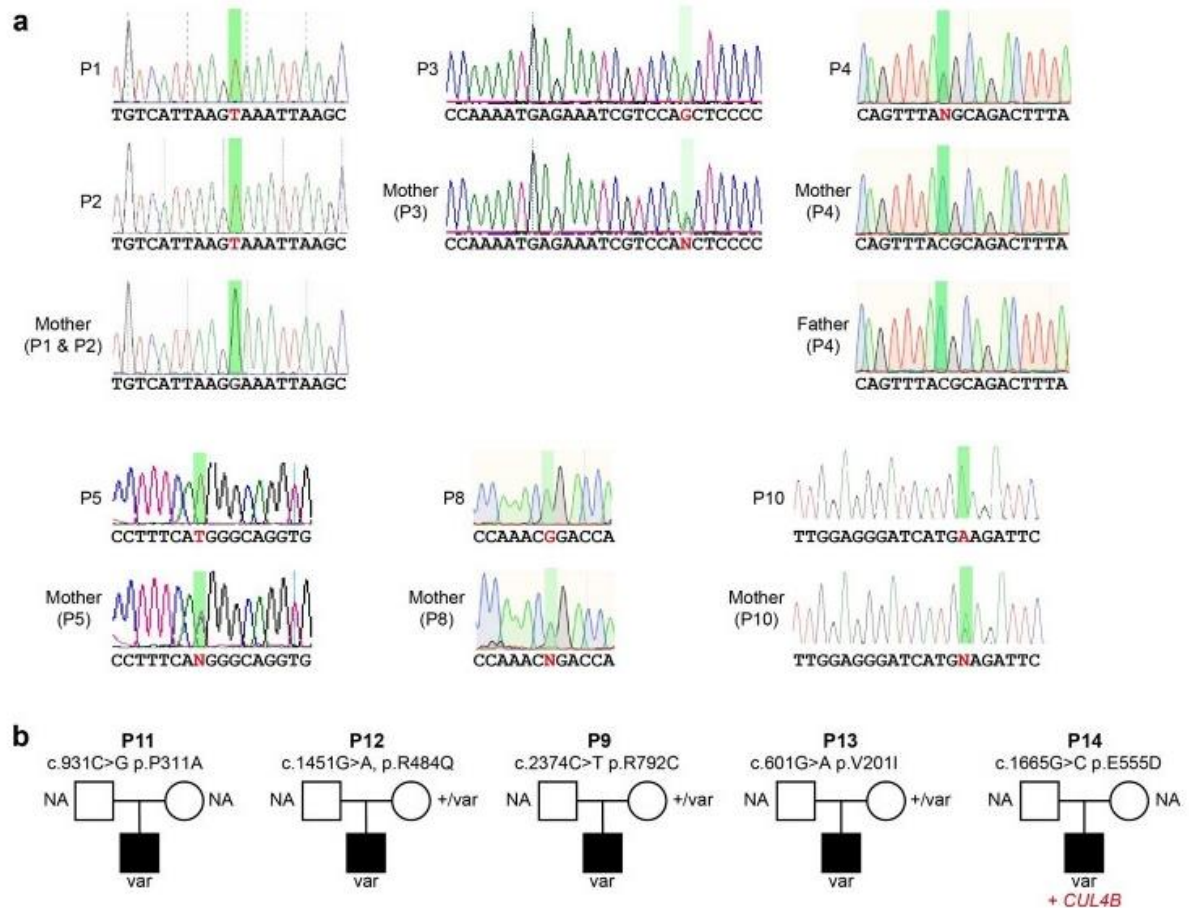 a
P1
TGTCATTAAGTAAATTAAGC
P2
TGTCATTAAGTAAATTAAGC
Mother
(P1 & P2)
TGTCATTAAGGAAATTAAGC
P3
CCAAAATGAGAAATCGTCCAGCTCCCC
Mother
(P3)
CCAAAATGAGAAATCGTCCANCTCCCC
P4
CAGTTTANGCAGACTTTA
Mother
(P4)
CAGTTTACGCAGACTTTA
Father
(P4)
CAGTTTACGCAGACTTTA
P5
CCTTTCATGGGCAGGTG
Mother
(P5)
CCTTTCANGGGCAGGTG
P8
CCAAACGGACCA
Mother
(P8)
CCAAACNGACCA
P10
TTGGAGGGATCATGAAGATTC
Mother
(P10)
TTGGAGGGATCATGNAGATTC
b
P11
c.931C>G p.P311A
NA
NA
var
P12
c.1451G>A, p.R484Q
NA
+/var
var
P9
c.2374C>T p.R792C
NA
+/var
var
P13
c.601G>A p.V201I
NA
+/var
var
P14
c.1665G>C p.E555D
NA
NA
var
+ CUL4B